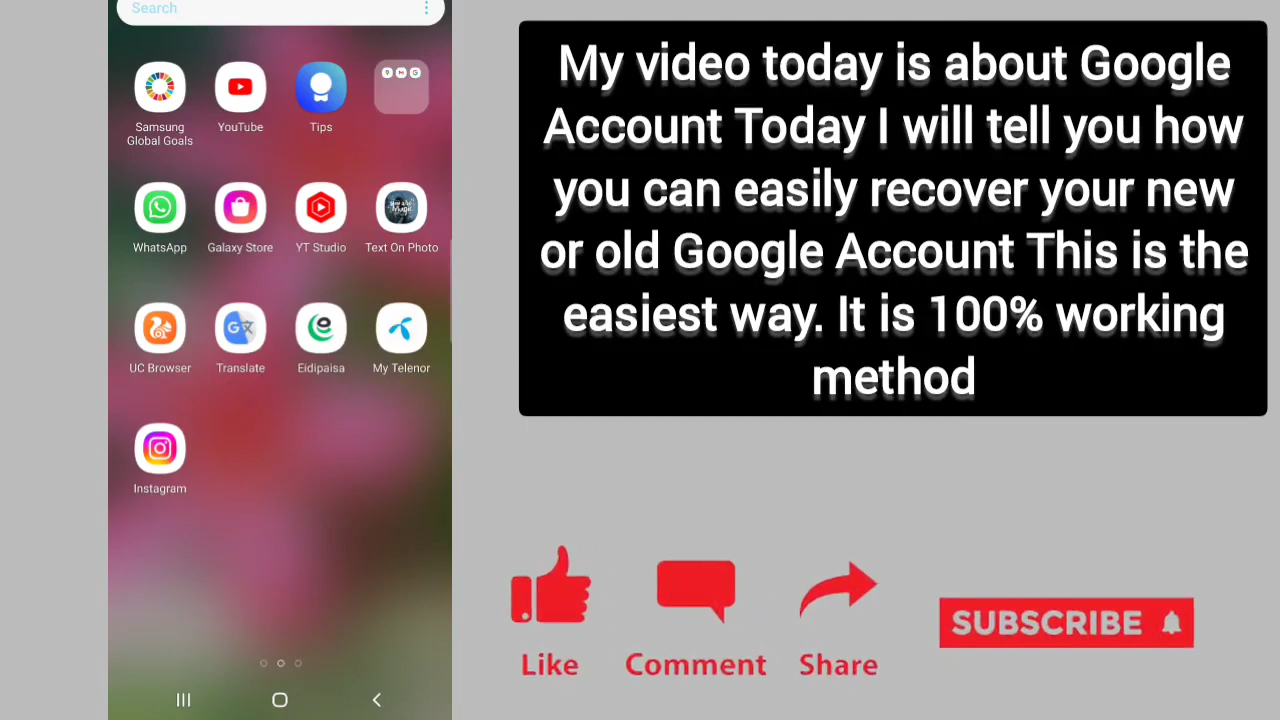 Search
Samsung
Global Goals
YouTube
Tips
WhatsApp
Galaxy Store
YT Studio
Text On Photo
UC Browser
Translate
Eidipaisa
My Telenor
Instagram
My video today is about Google
Account Today I will tell you how
you can easily recover your new
or old Google Account This is the
easiest way. It is 100% working
method
Like
Comment
Share
SUBSCRIBE